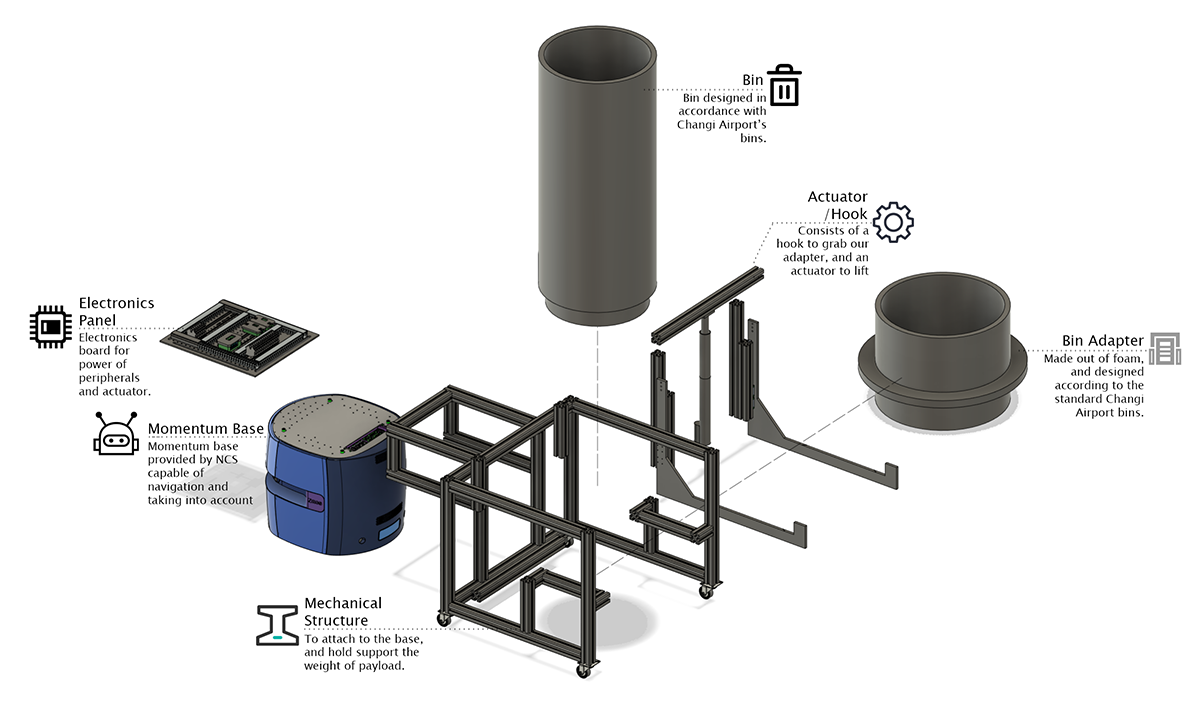 Bin
Bin designed in
accordance with
Changi Airport's
bins.
Actuator
/Hook
Consists of a
hook to grab our
adapter, and an
actuator to lift
Electronics
Panel
Electronics
board for
power of
peripherals
and actuator.
Bin Adapter
Made out of foam,
and designed
according to the
standard Changi
Airport bins.
Momentum Base
Momentum base
provided by NCS
capable of
navigation and
taking into account
Mechanical
Structure
To attach to the base,
and hold support the
weight of payload.